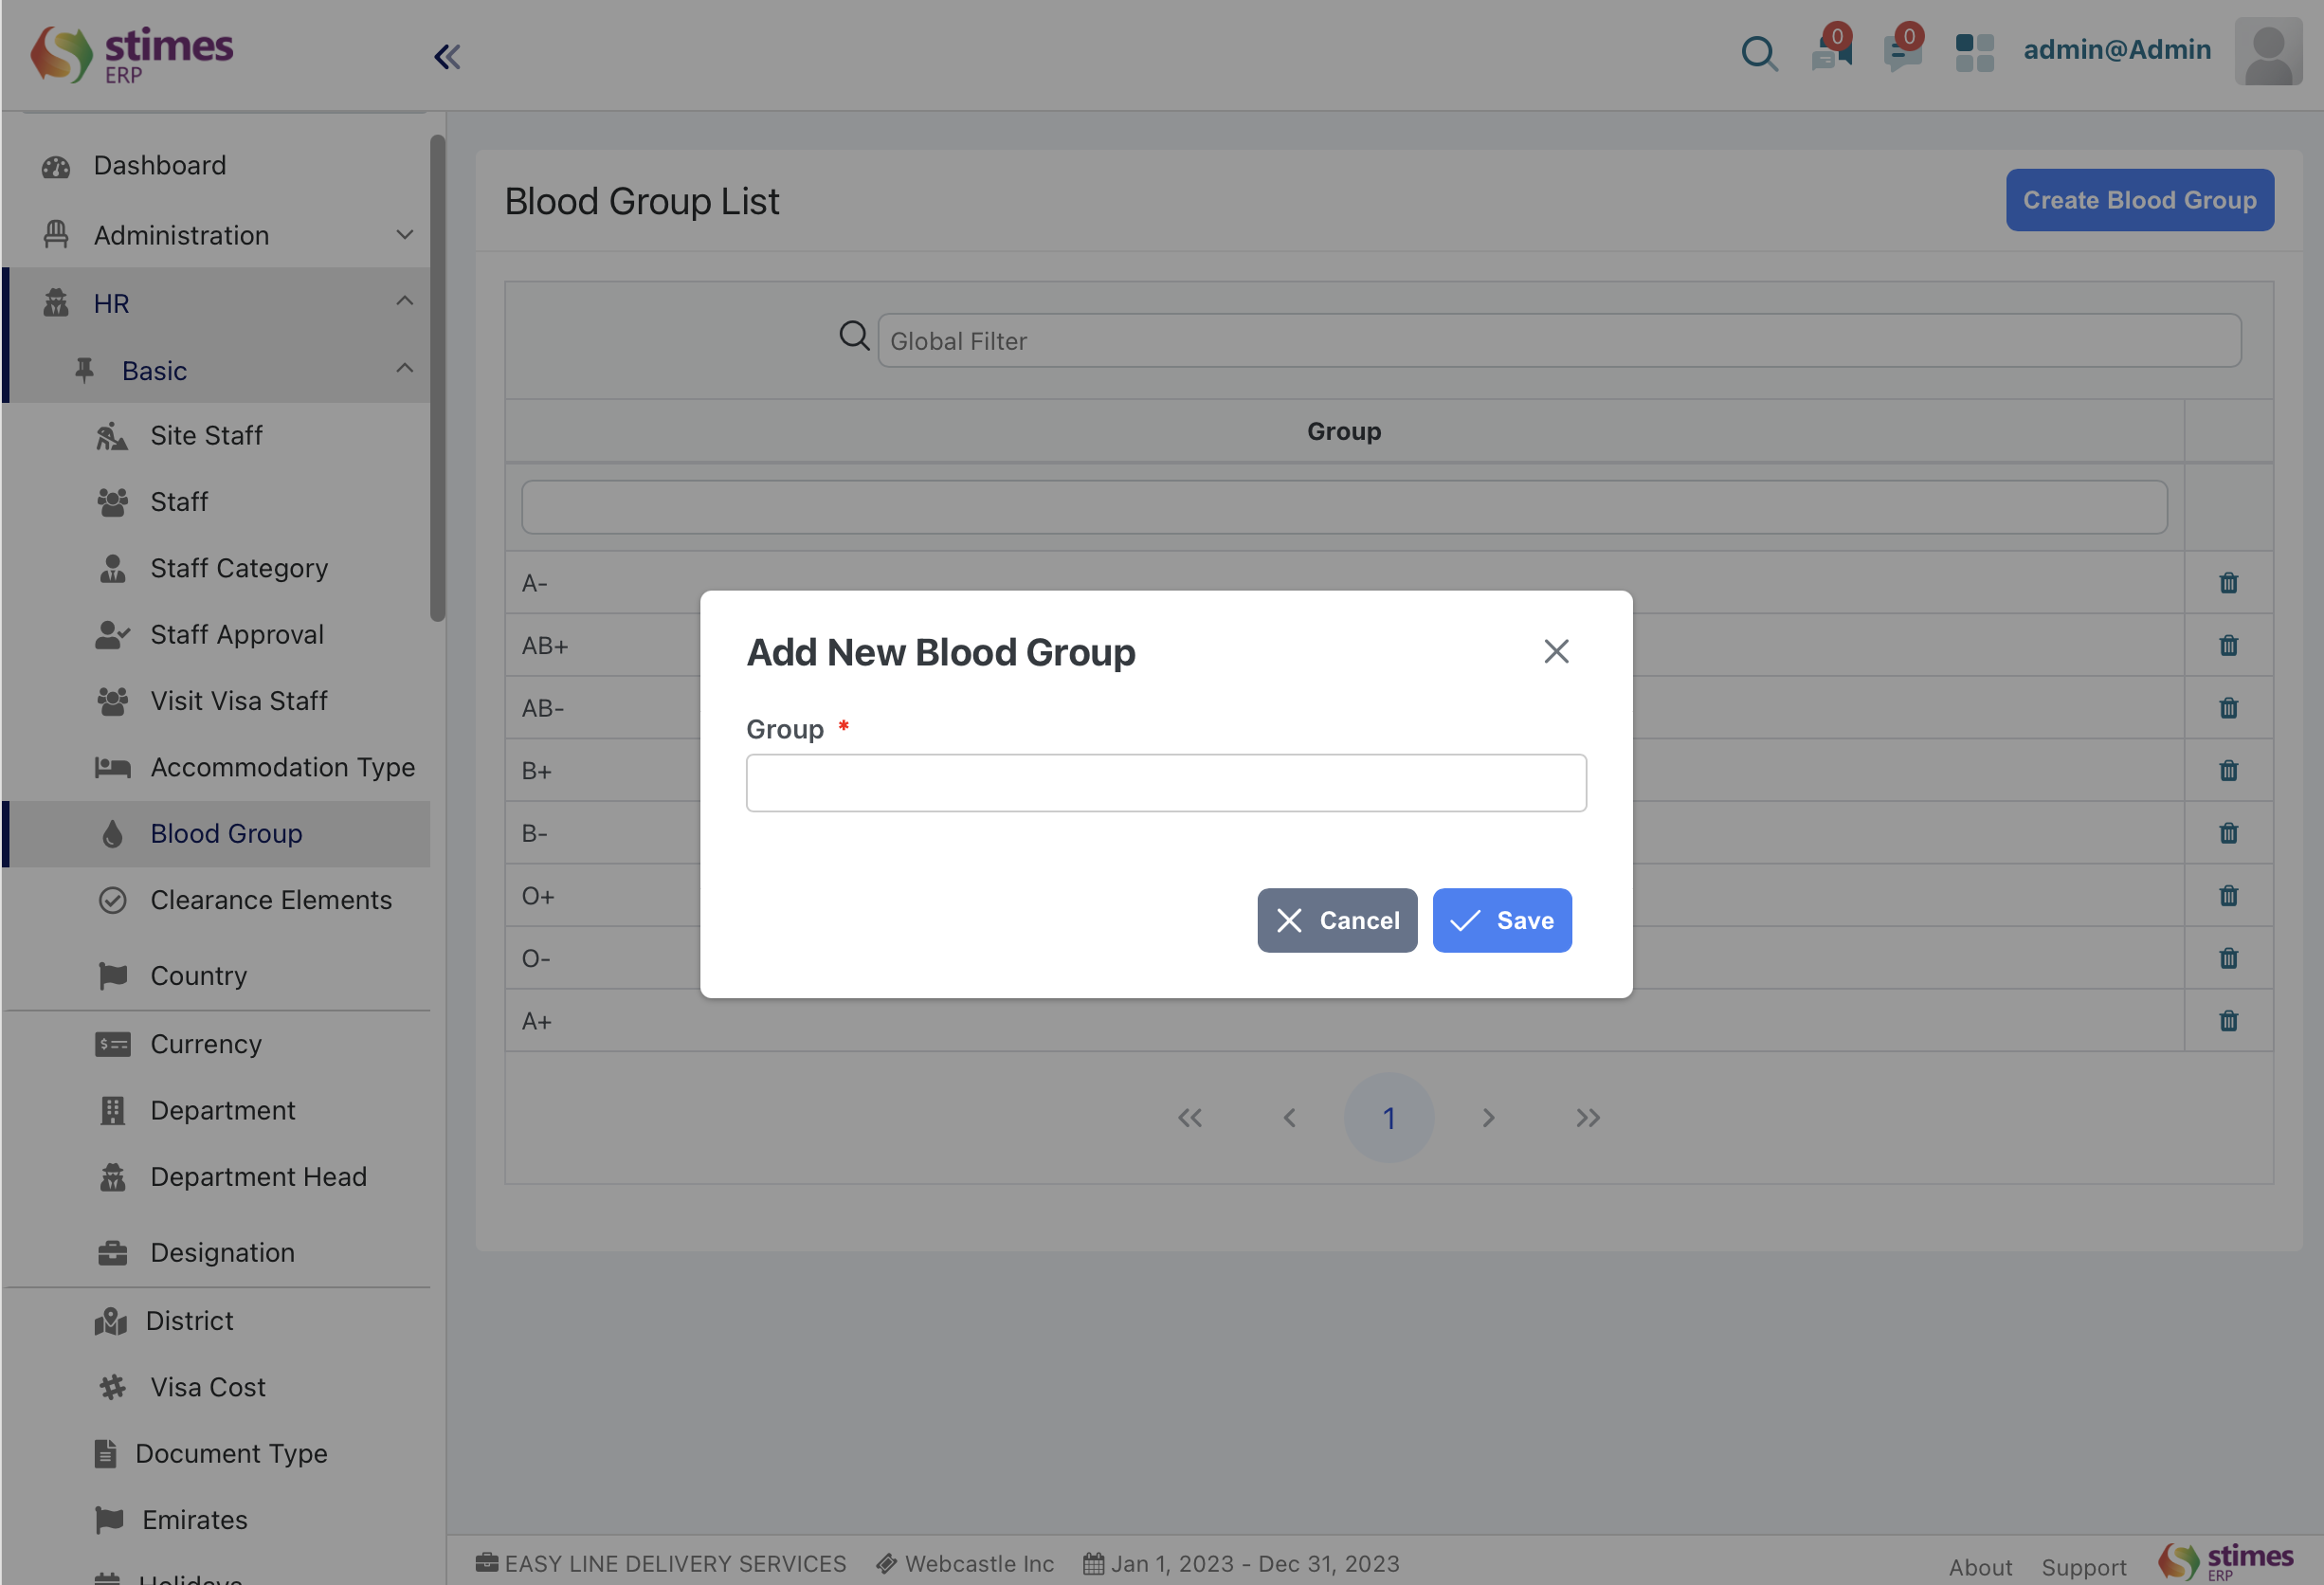 stimes
ERP
0
0
admin@Admin
Dashboard
Administration
HR
Basic
Site Staff
Staff
Staff Category
Staff Approval
Visit Visa Staff
Accommodation Type
Blood Group
Clearance Elements
Country
Currency
Department
Department Head
Designation
District
Visa Cost
Document Type
Emirates
Holidays
Blood Group List
Create Blood Group
Global Filter
Group
A-
AB+
AB-
B+
B-
O+
O-
A+
1
Add New Blood Group
Group *
Cancel
Save
EASY LINE DELIVERY SERVICES
Webcastle Inc
Jan 1, 2023 - Dec 31, 2023
About
Support
stimes
ERP